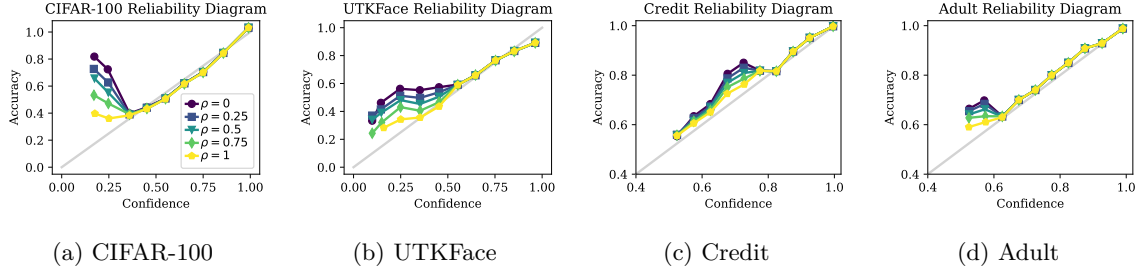 CIFAR-100 Reliability Diagram
Accuracy
1.0
0.8
0.6
0.4
0.2
0.0
0.00 0.25 0.50 0.75 1.00
Confidence
ρ = 0
ρ = 0.25
ρ = 0.5
ρ = 0.75
ρ = 1
(a) CIFAR-100
UTKFace Reliability Diagram
Accuracy
1.0
0.8
0.6
0.4
0.2
0.0
0.00 0.25 0.50 0.75 1.00
Confidence
(b) UTKFace
Credit Reliability Diagram
Accuracy
1.0
0.8
0.6
0.4
0.4 0.6 0.8 1.0
Confidence
(c) Credit
Adult Reliability Diagram
Accuracy
1.0
0.8
0.6
0.4
0.4 0.6 0.8 1.0
Confidence
(d) Adult